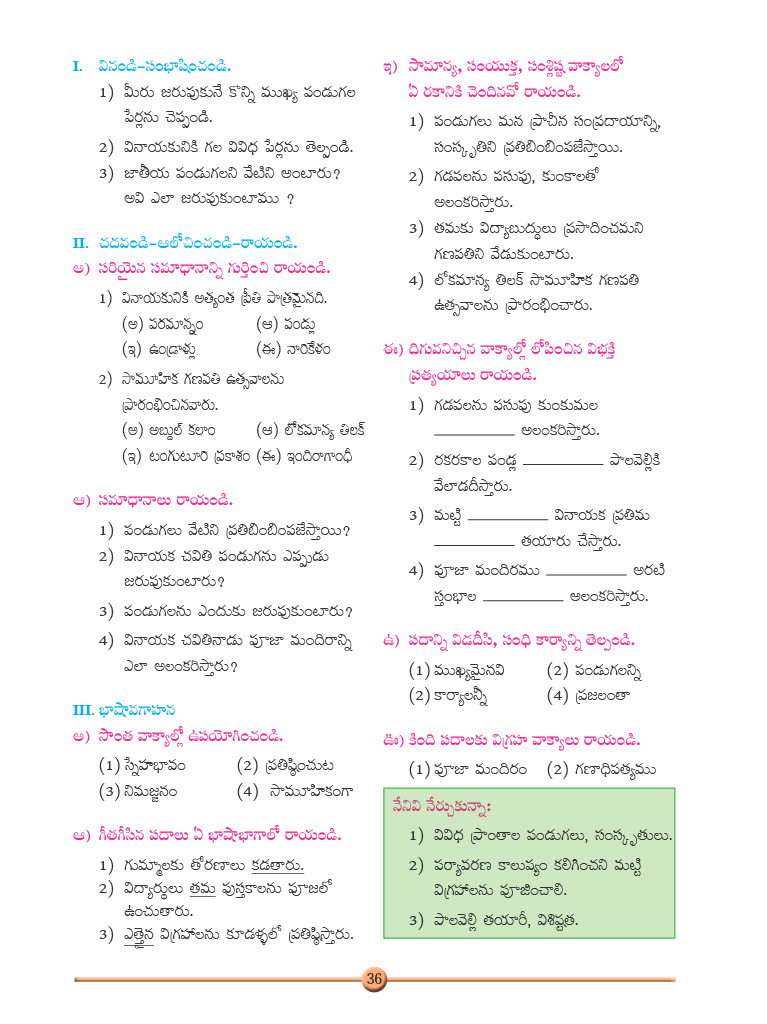 I. వినండి-సంభాషించండి.
1) మీరు జరుపుకునే కొన్ని ముఖ్య పండుగల
పేర్లను చెప్పండి.
2) వినాయకునికి గల వివిధ పేర్లను తెల్పండి.
3) జాతీయ పండుగలని వేటిని అంటారు?
అవి ఎలా జరుపుకుంటాము ?
II. చదవండి-ఆలోచించండి-రాయండి.
అ) సరియైన సమాధానాన్ని గుర్తించి రాయండి.
1) వినాయకునికి అత్యంత ప్రీతి పాత్రమైనది.
(అ) పరమాన్నం (ఆ) పండ్లు
(ఇ) ఉండ్రాళ్లు (ఈ) నారికేళం
2) సామూహిక గణపతి ఉత్సవాలను
ప్రారంభించినవారు.
(అ) అబ్దుల్ కలాం (ఆ) లోకమాన్య తిలక్
(ఇ) టంగుటూరి ప్రకాశం (ఈ) ఇందిరాగాంధీ
ఆ) సమాధానాలు రాయండి.
1) పండుగలు వేటిని ప్రతిబింబింపజేస్తాయి?
2) వినాయక చవితి పండుగను ఎప్పుడు
జరుపుకుంటారు?
3) పండుగలను ఎందుకు జరుపుకుంటారు?
4) వినాయక చవితినాడు పూజా మందిరాన్ని
ఎలా అలంకరిస్తారు?
III. భాషావగాహన
అ) సొంత వాక్యాల్లో ఉపయోగించండి.
(1) స్నేహభావం (2) ప్రతిష్ఠించుట
(3) నిమజ్జనం (4) సామూహికంగా
ఆ) గీతగీసిన పదాలు ఏ భాషాభాగాలో రాయండి.
1) గుమ్మాలకు తోరణాలు కడతారు.
2) విద్యార్థులు తమ పుస్తకాలను పూజలో
ఉంచుతారు.
3) ఎత్తైన విగ్రహాలను కూడళ్ళలో ప్రతిష్ఠిస్తారు.
ఇ) సామాన్య, సంయుక్త, సంశ్లిష్ట వాక్యాలలో
ఏ రకానికి చెందినవో రాయండి.
1) పండుగలు మన ప్రాచీన సంప్రదాయాన్ని,
సంస్కృతిని ప్రతిబింబింపజేస్తాయి.
2) గడపలను పసుపు, కుంకాలతో
అలంకరిస్తారు.
3) తమకు విద్యాబుద్ధులు ప్రసాదించమని
గణపతిని వేడుకుంటారు.
4) లోకమాన్య తిలక్ సామూహిక గణపతి
ఉత్సవాలను ప్రారంభించారు.
ఈ) దిగువనిచ్చిన వాక్యాల్లో లోపించిన విభక్తి
ప్రత్యయాలు రాయండి.
1) గడపలను పసుపు కుంకుమల
__________ అలంకరిస్తారు.
2) రకరకాల పండ్ల __________ పాలవెల్లికి
వేలాడదీస్తారు.
3) మట్టి __________ వినాయక ప్రతిమ
__________ తయారు చేస్తారు.
4) పూజా మందిరము __________ అరటి
స్తంభాల __________ అలంకరిస్తారు.
ఉ) పదాన్ని విడదీసి, సంధి కార్యాన్ని తెల్పండి.
(1) ముఖ్యమైనవి (2) పండుగలన్ని
(2) కార్యాలన్నీ (4) ప్రజలంతా
ఊ) కింది పదాలకు విగ్రహ వాక్యాలు రాయండి.
(1) పూజా మందిరం (2) గణాధిపత్యము
నేనివి నేర్చుకున్నా:
1) వివిధ ప్రాంతాల పండుగలు, సంస్కృతులు.
2) పర్యావరణ కాలుష్యం కలిగించని మట్టి
విగ్రహాలను పూజించాలి.
3) పాలవెల్లి తయారీ, విశిష్టత.
36